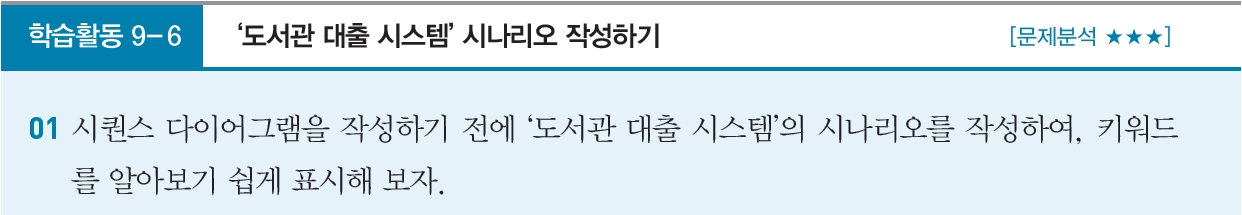 학습활동 9-6 '도서관 대출 시스템' 시나리오 작성하기 [문제분석 ★★★]
01 시퀀스 다이어그램을 작성하기 전에 '도서관 대출 시스템'의 시나리오를 작성하여, 키워드
를 알아보기 쉽게 표시해 보자.